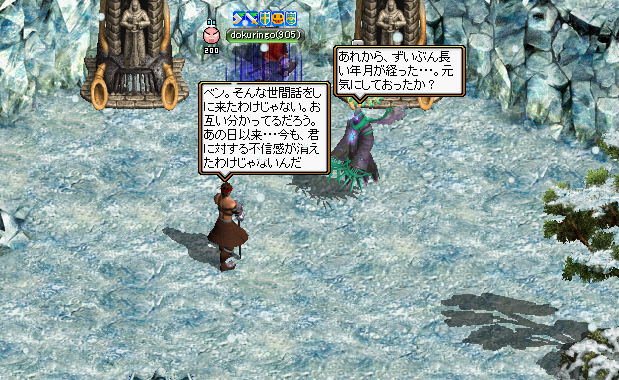 200
dokuringo(905)
あれから、ずいぶん長
い年月が経った・・・。元
気にしておったか？
ベン。そんな世間話をし
に来たわけじゃない。お
互い分かってるだろう。
あの日以来・・・今も、君
に対する不信感が消え
たわけじゃないんだ